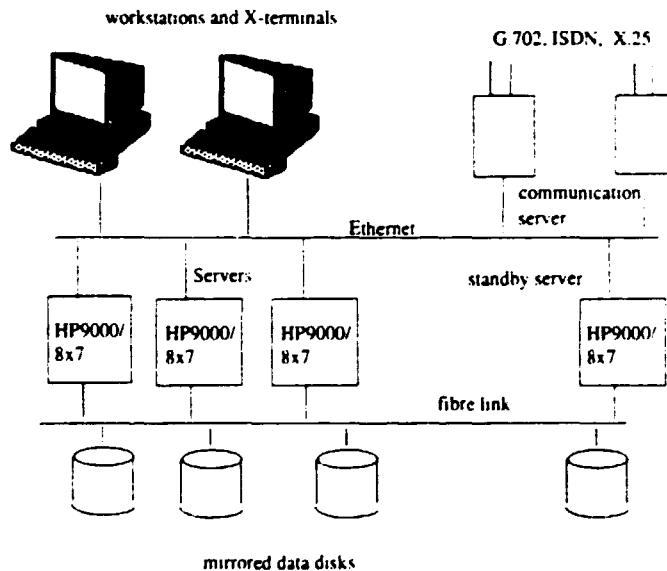 workstations and X-terminals
G.702, ISDN, X.25
communication
server
Ethernet
Servers
standby server
HP9000/
8x7
HP9000/
8x7
HP9000/
8x7
HP9000/
8x7
fibre link
mirrored data disks